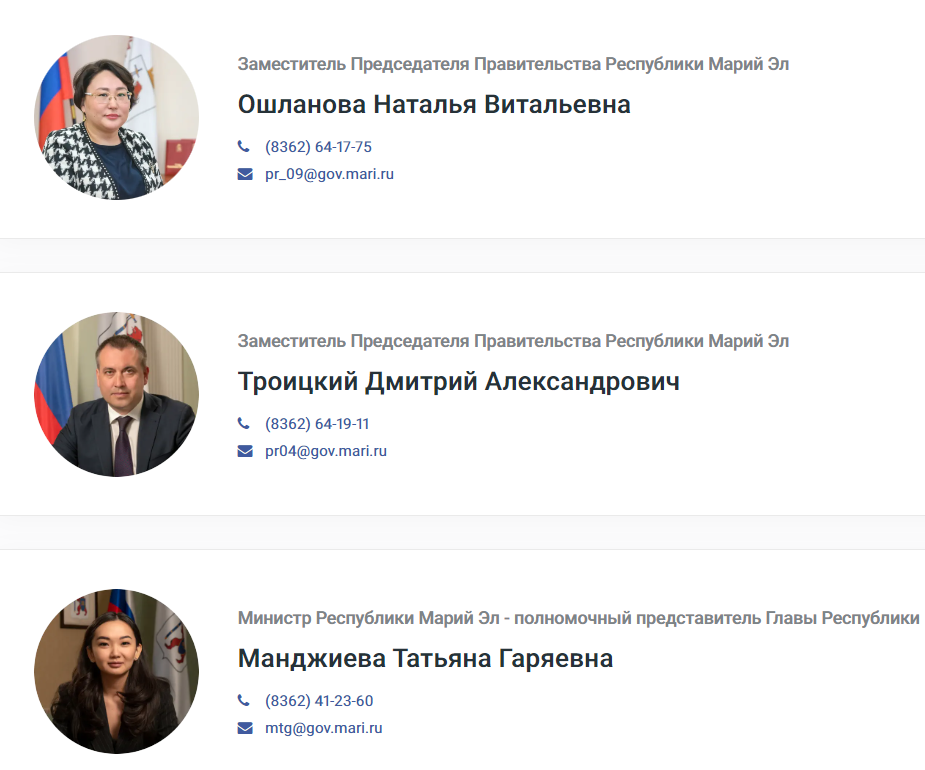 Заместитель Председателя Правительства Республики Марий Эл
Ошланова Наталья Витальевна
(8362) 64-17-75
pr_09@gov.mari.ru
Заместитель Председателя Правительства Республики Марий Эл
Троицкий Дмитрий Александрович
(8362) 64-19-11
pr04@gov.mari.ru
Министр Республики Марий Эл - полномочный представитель Главы Республики
Манджиева Татьяна Гаряевна
(8362) 41-23-60
mtg@gov.mari.ru